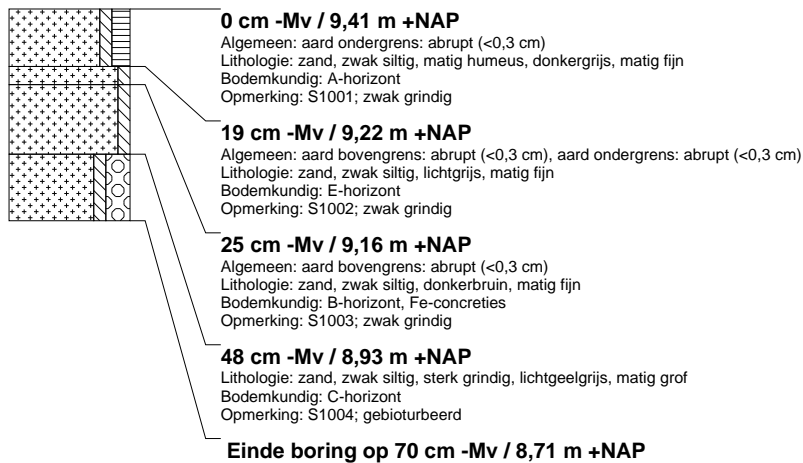 0 cm -Mv / 9,41 m +NAP
Algemeen: aard ondergrens: abrupt (<0,3 cm)
Lithologie: zand, zwak siltig, matig humeus, donkergrijs, matig fijn
Bodemkundig: A-horizont
Opmerking: S1001; zwak grindig
19 cm -Mv / 9,22 m +NAP
Algemeen: aard bovengrens: abrupt (<0,3 cm), aard ondergrens: abrupt (<0,3 cm)
Lithologie: zand, zwak siltig, lichtgrijs, matig fijn
Bodemkundig: E-horizont
Opmerking: S1002; zwak grindig
25 cm -Mv / 9,16 m +NAP
Algemeen: aard bovengrens: abrupt (<0,3 cm)
Lithologie: zand, zwak siltig, donkerbruin, matig fijn
Bodemkundig: B-horizont, Fe-concreties
Opmerking: S1003; zwak grindig
48 cm -Mv / 8,93 m +NAP
Lithologie: zand, zwak siltig, sterk grindig, lichtgeelgrijs, matig grof
Bodemkundig: C-horizont
Opmerking: S1004; gebioturbeerd
Einde boring op 70 cm -Mv / 8,71 m +NAP